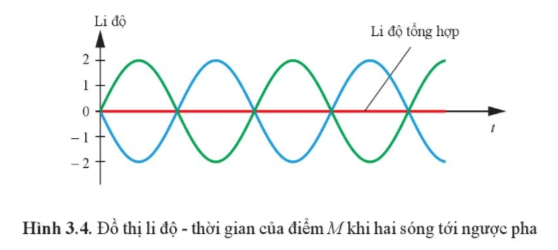 Li độ
Li độ tổng hợp
2
1
0
– 1
– 2
t
Hình 3.4. Đồ thị li độ - thời gian của điểm M khi hai sóng tới ngược pha